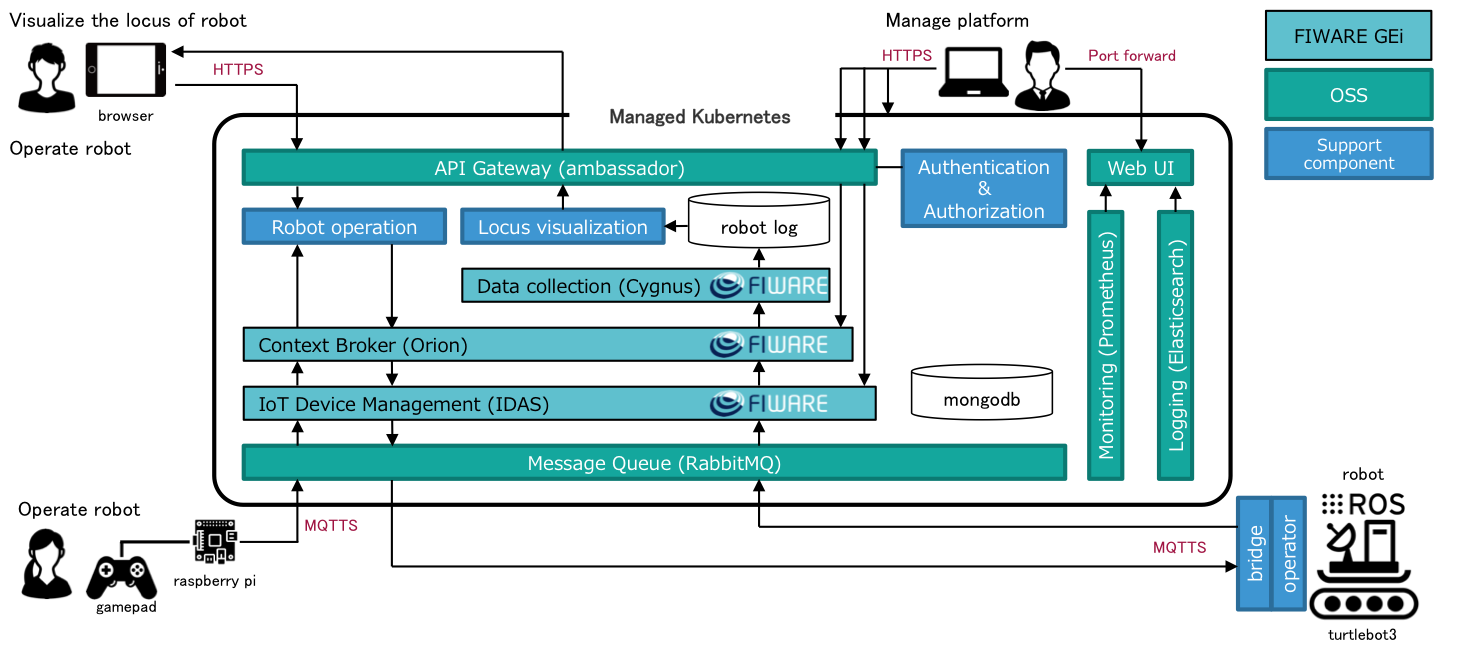 Visualize the locus of robot
HTTPS
browser
Operate robot
Manage platform
HTTPS
Port forward
FIWARE GEi
OSS
Support
component
Managed Kubernetes
API Gateway (ambassador)
Authentication
&
Authorization
Web UI
Robot operation
Locus visualization
robot log
Data collection (Cygnus)
FIWARE
Context Broker (Orion)
FIWARE
IoT Device Management (IDAS)
FIWARE
mongodb
Message Queue (RabbitMQ)
Monitoring (Prometheus)
Logging (Elasticsearch)
Operate robot
MQTTS
raspberry pi
gamepad
MQTTS
bridge
operator
robot
ROS
turtlebot3